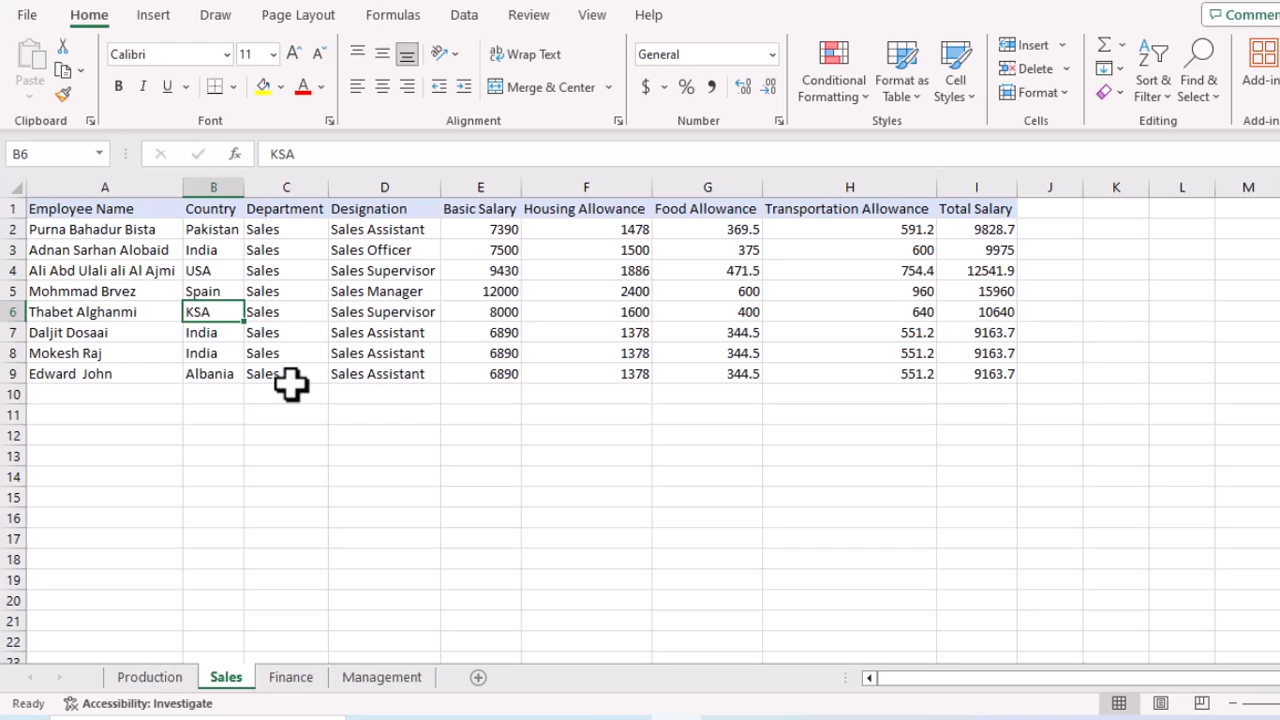 File Home Insert Draw Page Layout Formulas Data Review View Help
Calibri 11 Wrap Text General Insert
Paste Conditional Format as Cell Delete Sort & Find & Add-in
B I U Merge & Center $ % Formatting Table Styles Format Filter Select
Clipboard Font Alignment Number Styles Cells Editing Add-in
B6 fx KSA
A B C D E F G H I J K L M
1 Employee Name Country Department Designation Basic Salary Housing Allowance Food Allowance Transportation Allowance Total Salary
2 Purna Bahadur Bista Pakistan Sales Sales Assistant 7390 1478 369.5 591.2 9828.7
3 Adnan Sarhan Alobaid India Sales Sales Officer 7500 1500 375 600 9975
4 Ali Abd Ulali ali Al Ajmi USA Sales Sales Supervisor 9430 1886 471.5 754.4 12541.9
5 Mohmmad Brvez Spain Sales Sales Manager 12000 2400 600 960 15960
6 Thabet Alghanmi KSA Sales Sales Supervisor 8000 1600 400 640 10640
7 Daljit Dosaai India Sales Sales Assistant 6890 1378 344.5 551.2 9163.7
8 Mokesh Raj India Sales Sales Assistant 6890 1378 344.5 551.2 9163.7
9 Edward John Albania Sales Sales Assistant 6890 1378 344.5 551.2 9163.7
10
11
12
13
14
15
16
17
18
19
20
21
22
Production Sales Finance Management
Ready Accessibility: Investigate